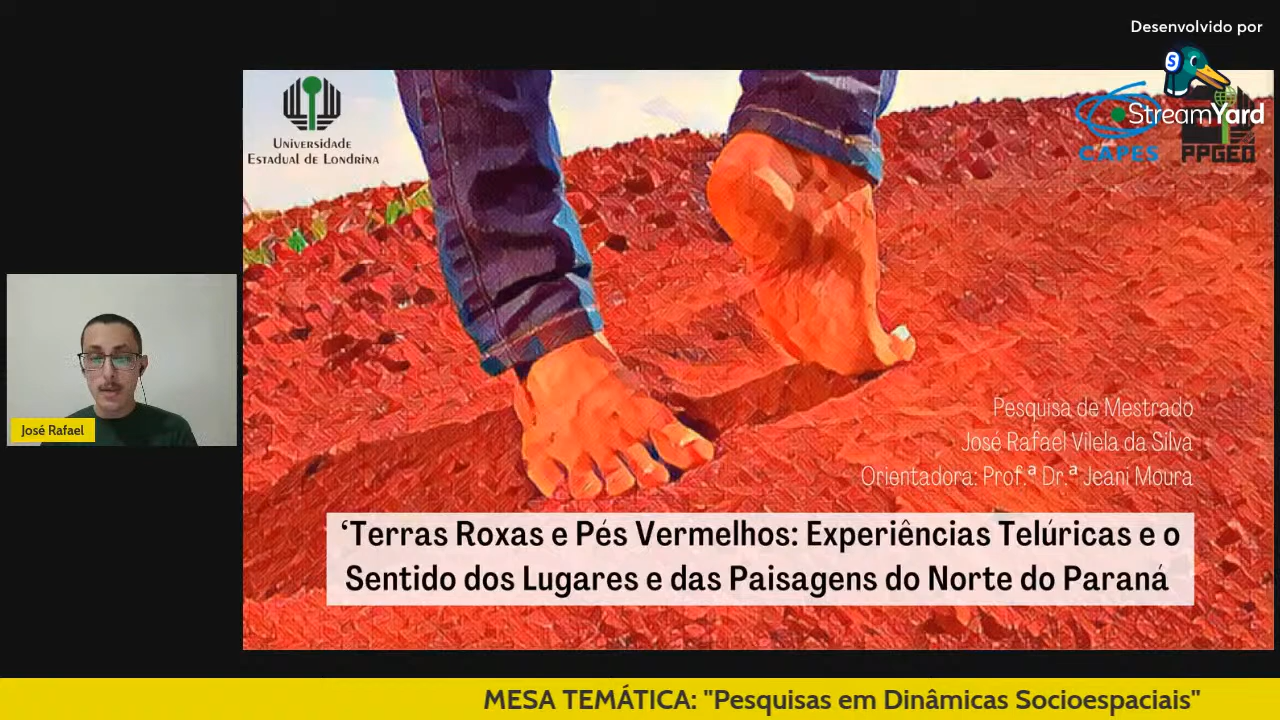 Desenvolvido por
StreamYard
UNIVERSIDADE
ESTADUAL DE LONDRINA
CAPES
PPGEO
José Rafael
Pesquisa de Mestrado
José Rafael Vilela da Silva
Orientadora: Prof.ª Dr.ª Jeani Moura
‘Terras Roxas e Pés Vermelhos: Experiências Telúricas e o
Sentido dos Lugares e das Paisagens do Norte do Paraná
MESA TEMÁTICA: "Pesquisas em Dinâmicas Socioespaciais"